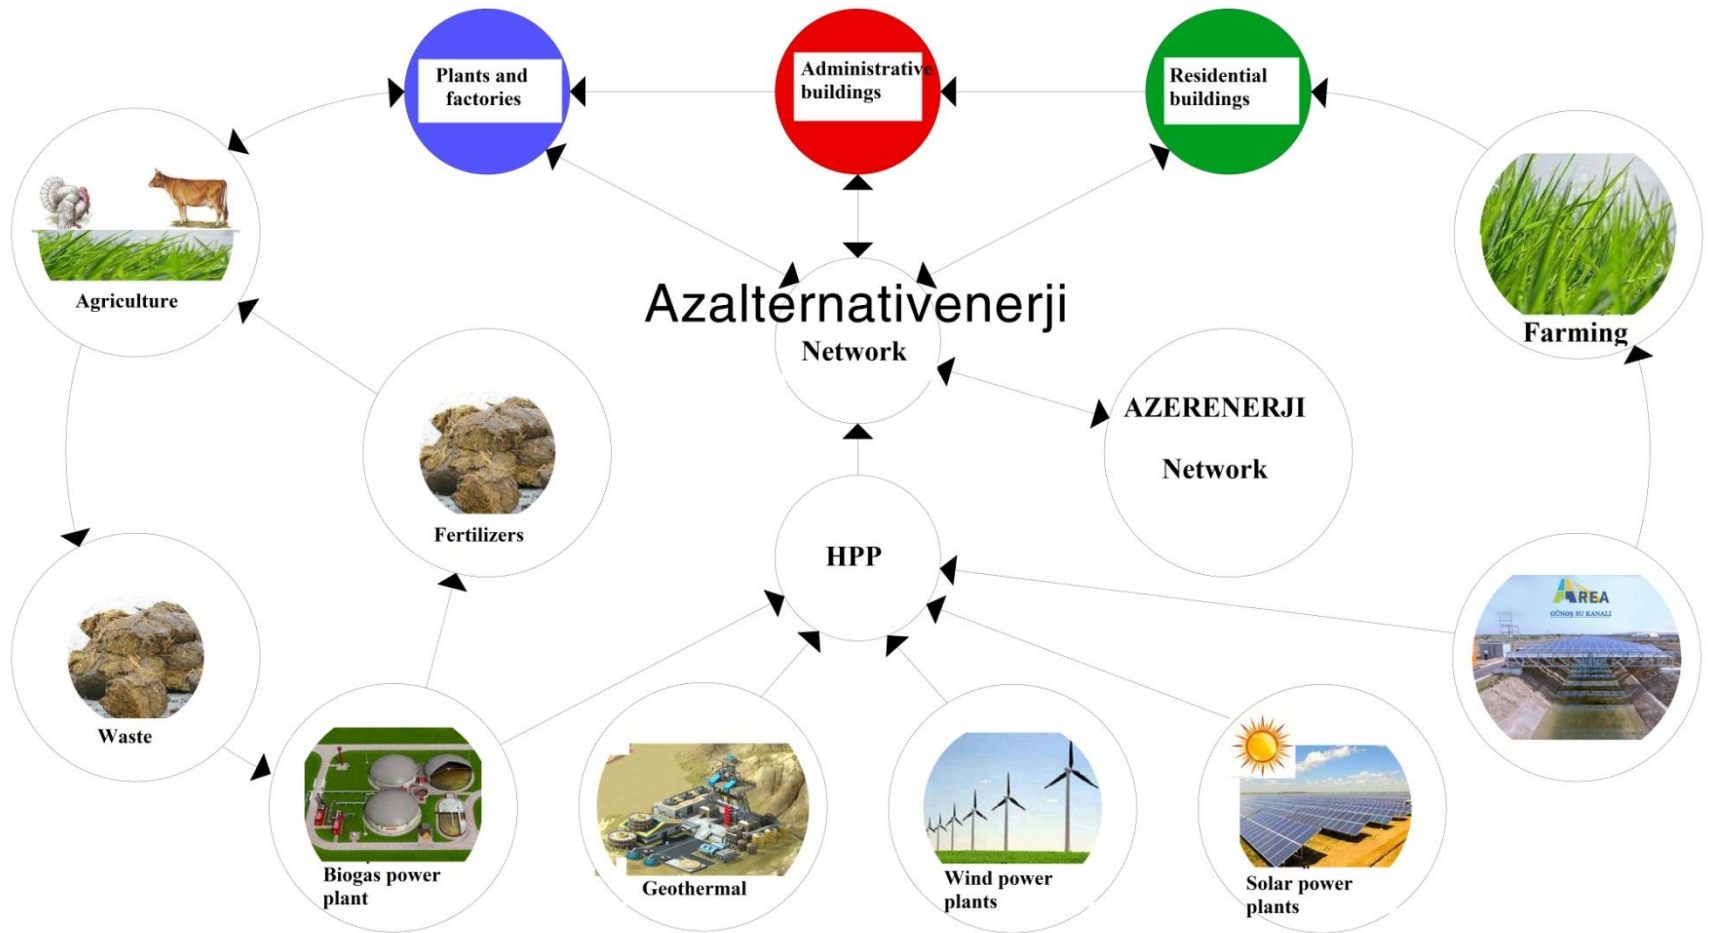 Plants and
factories
Administrative
buildings
Residential
buildings
Agriculture
Azalternativenerji
Network
Farming
AZERENERJI
Network
Fertilizers
HPP
AREA
GÜNƏŞ SU KANALI
Waste
Biogas power
plant
Geothermal
Wind power
plants
Solar power
plants